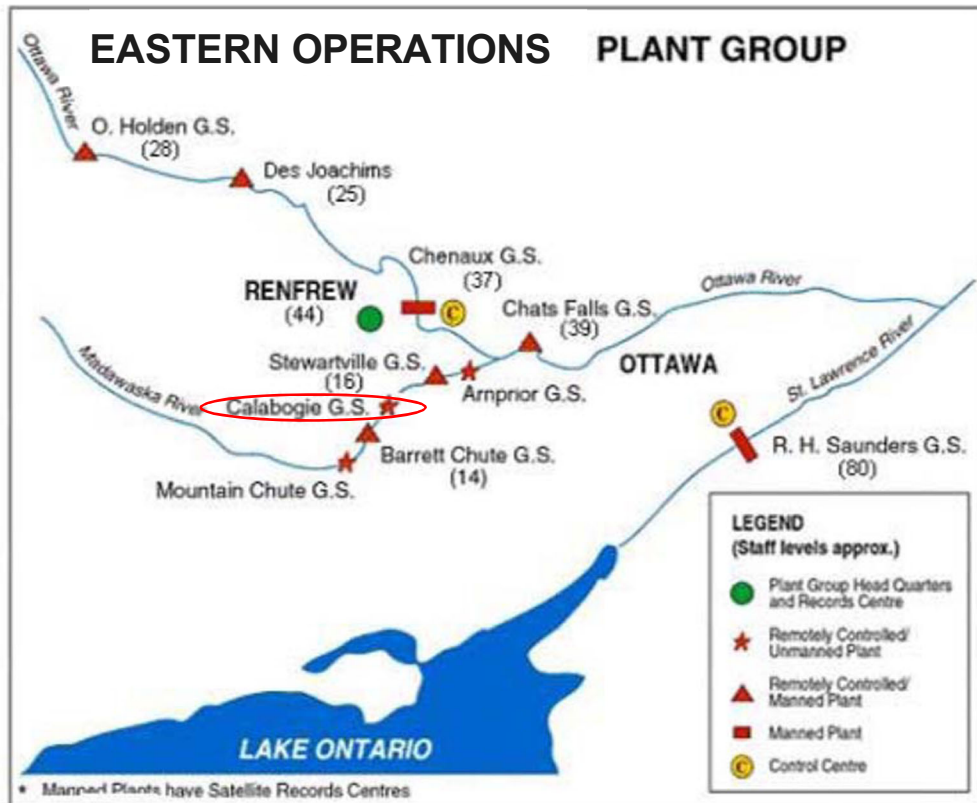 EASTERN OPERATIONS PLANT GROUP
Ottawa River
O. Holden G.S.
(28)
Des Joachims
(25)
Chenaux G.S.
(37)
RENFREW
(44)
Ottawa River
Chats Falls G.S.
(39)
Stewartville G.S.
(16)
OTTAWA
St. Lawrence River
Madawaska River
Calabogie G.S.
Arnprior G.S.
C
C
Barrett Chute G.S.
(14)
R. H. Saunders G.S.
(80)
Mountain Chute G.S.
LEGEND
(Staff levels approx.)
Plant Group Head Quarters
and Records Centre
Remotely Controlled/
Unmanned Plant
Remotely Controlled/
Manned Plant
Manned Plant
C Control Centre
LAKE ONTARIO
* Manned Plants have Satellite Records Centres